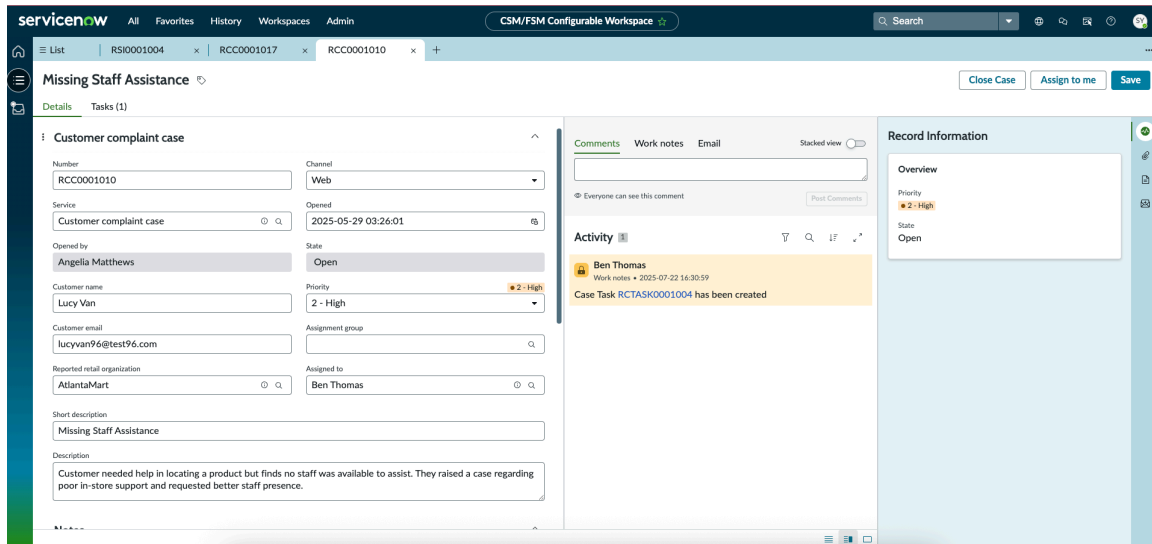 servicenow All Favorites History Workspaces Admin CSM/FSM Configurable Workspace Search SY
List RSI0001004 RCC0001017 RCC0001010
Missing Staff Assistance Close Case Assign to me Save
Details Tasks (1)
Customer complaint case
Number
RCC0001010
Channel
Web
Service
Customer complaint case
Opened
2025-05-29 03:26:01
Opened by
Angelia Matthews
State
Open
Customer name
Lucy Van
Priority 2 - High
2 - High
Customer email
lucyvan96@test96.com
Assignment group
Reported retail organization
AtlantaMart
Assigned to
Ben Thomas
Short description
Missing Staff Assistance
Description
Customer needed help in locating a product but finds no staff was available to assist. They raised a case regarding
poor in-store support and requested better staff presence.
Notes
Comments Work notes Email Stacked view
Everyone can see this comment Post Comments
Activity 1
Ben Thomas
Work notes • 2025-07-22 16:30:59
Case Task RCTASK0001004 has been created
Record Information
Overview
Priority
2 - High
State
Open